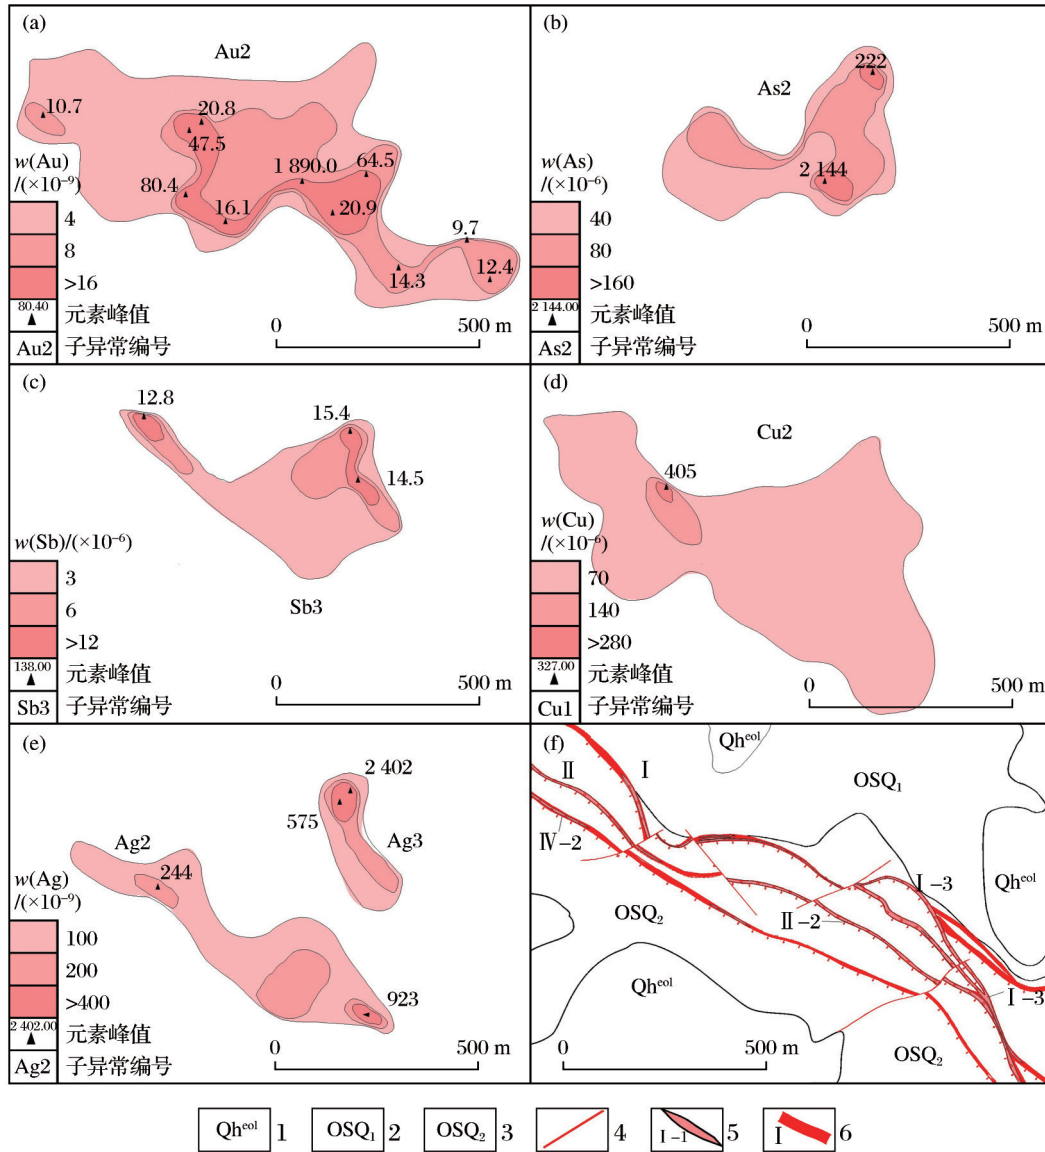 (a)
Au2
10.7
20.8
47.5
w(Au)
/(×10⁻⁹)
80.4
16.1
1 890.0
64.5
20.9
9.7
14.3
12.4
4
8
>16
80.40
元素峰值
Au2
子异常编号
0
500 m
(b)
As2
222
2 144
w(As)
/(×10⁻⁶)
40
80
>160
2 144.00
元素峰值
As2
子异常编号
0
500 m
(c)
12.8
15.4
14.5
w(Sb)/(×10⁻⁶)
3
6
>12
Sb3
138.00
元素峰值
Sb3
子异常编号
0
500 m
(d)
Cu2
405
w(Cu)
/(×10⁻⁶)
70
140
>280
327.00
元素峰值
Cu1
子异常编号
0
500 m
(e)
2 402
575
Ag3
Ag2
244
w(Ag)
/(×10⁻⁹)
100
200
>400
923
2 402.00
元素峰值
Ag2
子异常编号
0
500 m
(f)
Qhᵉᵒˡ
Ⅱ
Ⅰ
OSQ₁
Ⅳ-2
Ⅰ-3
Qhᵉᵒˡ
OSQ₂
Ⅱ-2
Qhᵉᵒˡ
Ⅰ-3
OSQ₂
0
500 m
Qhᵉᵒˡ 1 OSQ₁ 2 OSQ₂ 3 4 Ⅰ-1 5 Ⅰ 6